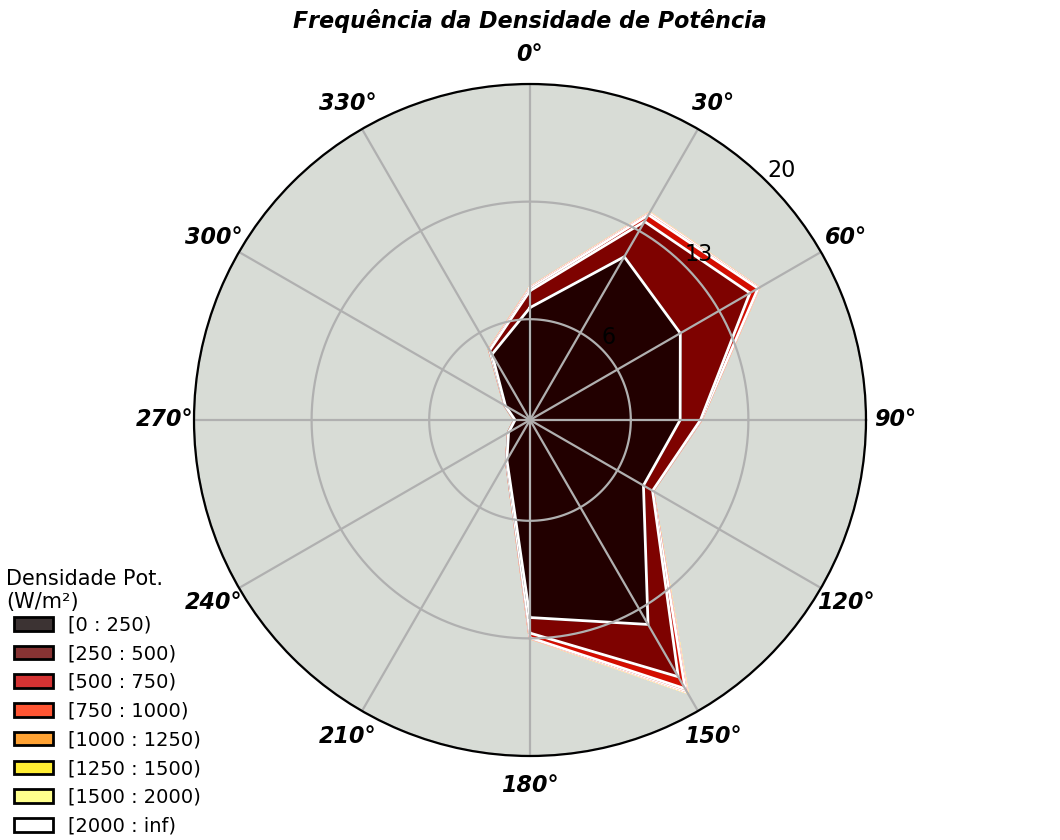 Frequência da Densidade de Potência
0°
330°
30°
20
300°
60°
13
6
270°
90°
240°
120°
210°
150°
180°
Densidade Pot.
(W/m²)
[0 : 250)
[250 : 500)
[500 : 750)
[750 : 1000)
[1000 : 1250)
[1250 : 1500)
[1500 : 2000)
[2000 : inf)